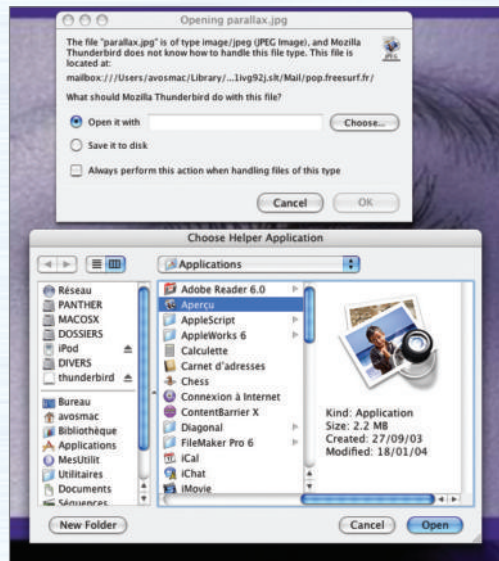 Opening parallax.jpg
The file "parallax.jpg" is of type image/jpeg (JPEG Image), and Mozilla
Thunderbird does not know how to handle this file type. This file is
located at:
mailbox:///Users/avosmac/Library/...1ivg92j.slt/Mail/pop.freesurf.fr/
What should Mozilla Thunderbird do with this file?
Open it with
Choose...
Save it to disk
Always perform this action when handling files of this type
Cancel
OK
Choose Helper Application
Applications
Réseau
PANTHER
MACOSX
DOSSIERS
iPod
DIVERS
thunderbird
Bureau
avosmac
Bibliothèque
Applications
MesUtilit
Utilitaires
Documents
Séquences
Adobe Reader 6.0
Aperçu
AppleScript
AppleWorks 6
Calculette
Carnet d'adresses
Chess
Connexion à Internet
ContentBarrier X
Diagonal
FileMaker Pro 6
iCal
iChat
iMovie
Kind: Application
Size: 2.2 MB
Created: 27/09/03
Modified: 18/01/04
New Folder
Cancel
Open